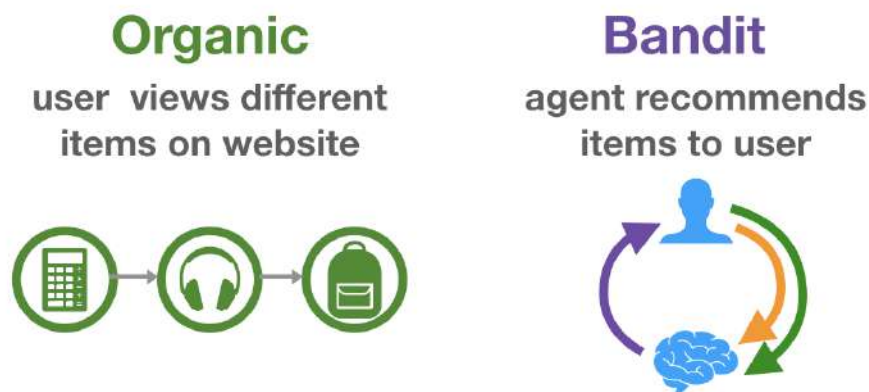 Organic
user views different
items on website
Bandit
agent recommends
items to user